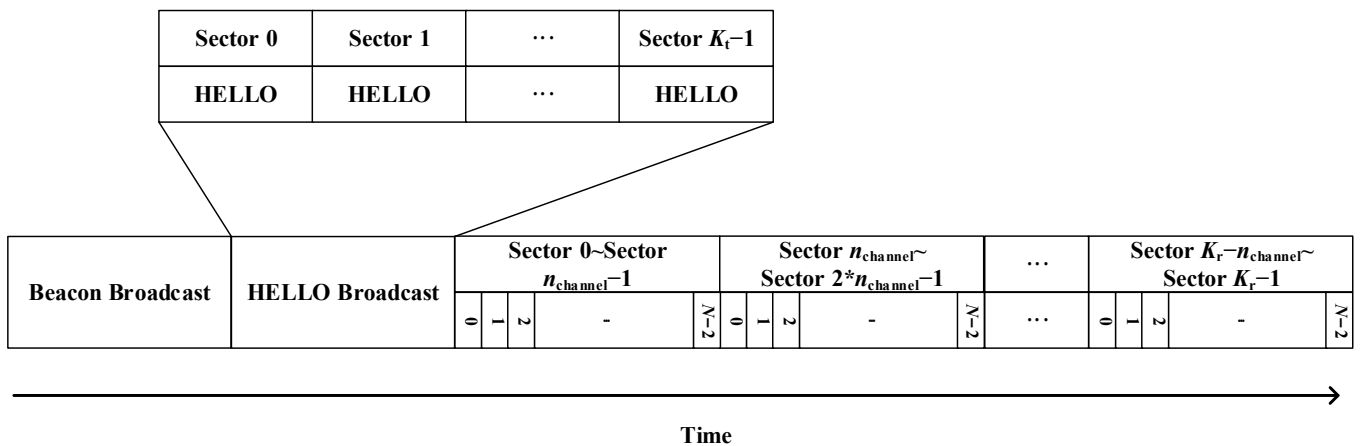 Sector 0 Sector 1 ... Sector Kt−1
HELLO HELLO ... HELLO
Beacon Broadcast HELLO Broadcast
Sector 0~Sector
nchannel−1
Sector nchannel~
Sector 2*nchannel−1
...
Sector Kr−nchannel~
Sector Kr−1
0 1 2 - N−2 0 1 2 - N−2 ... 0 1 2 - N−2
Time